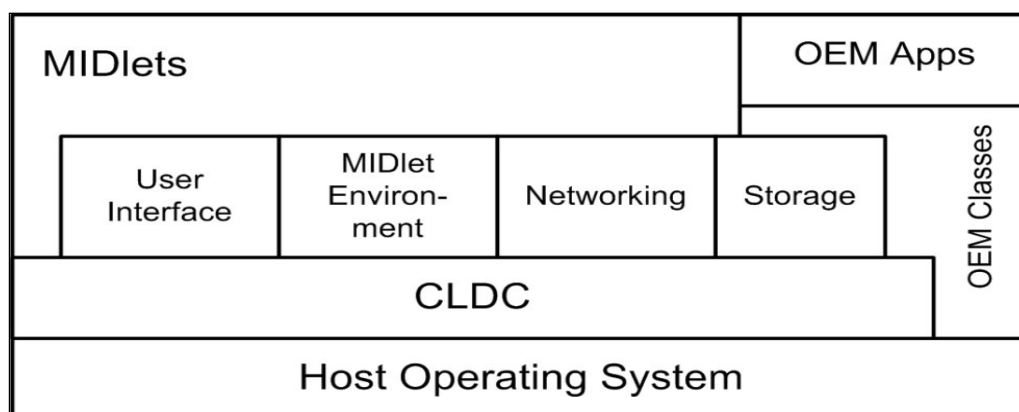 MIDlets
OEM Apps
User
Interface
MIDlet
Environ-
ment
Networking
Storage
OEM Classes
CLDC
Host Operating System